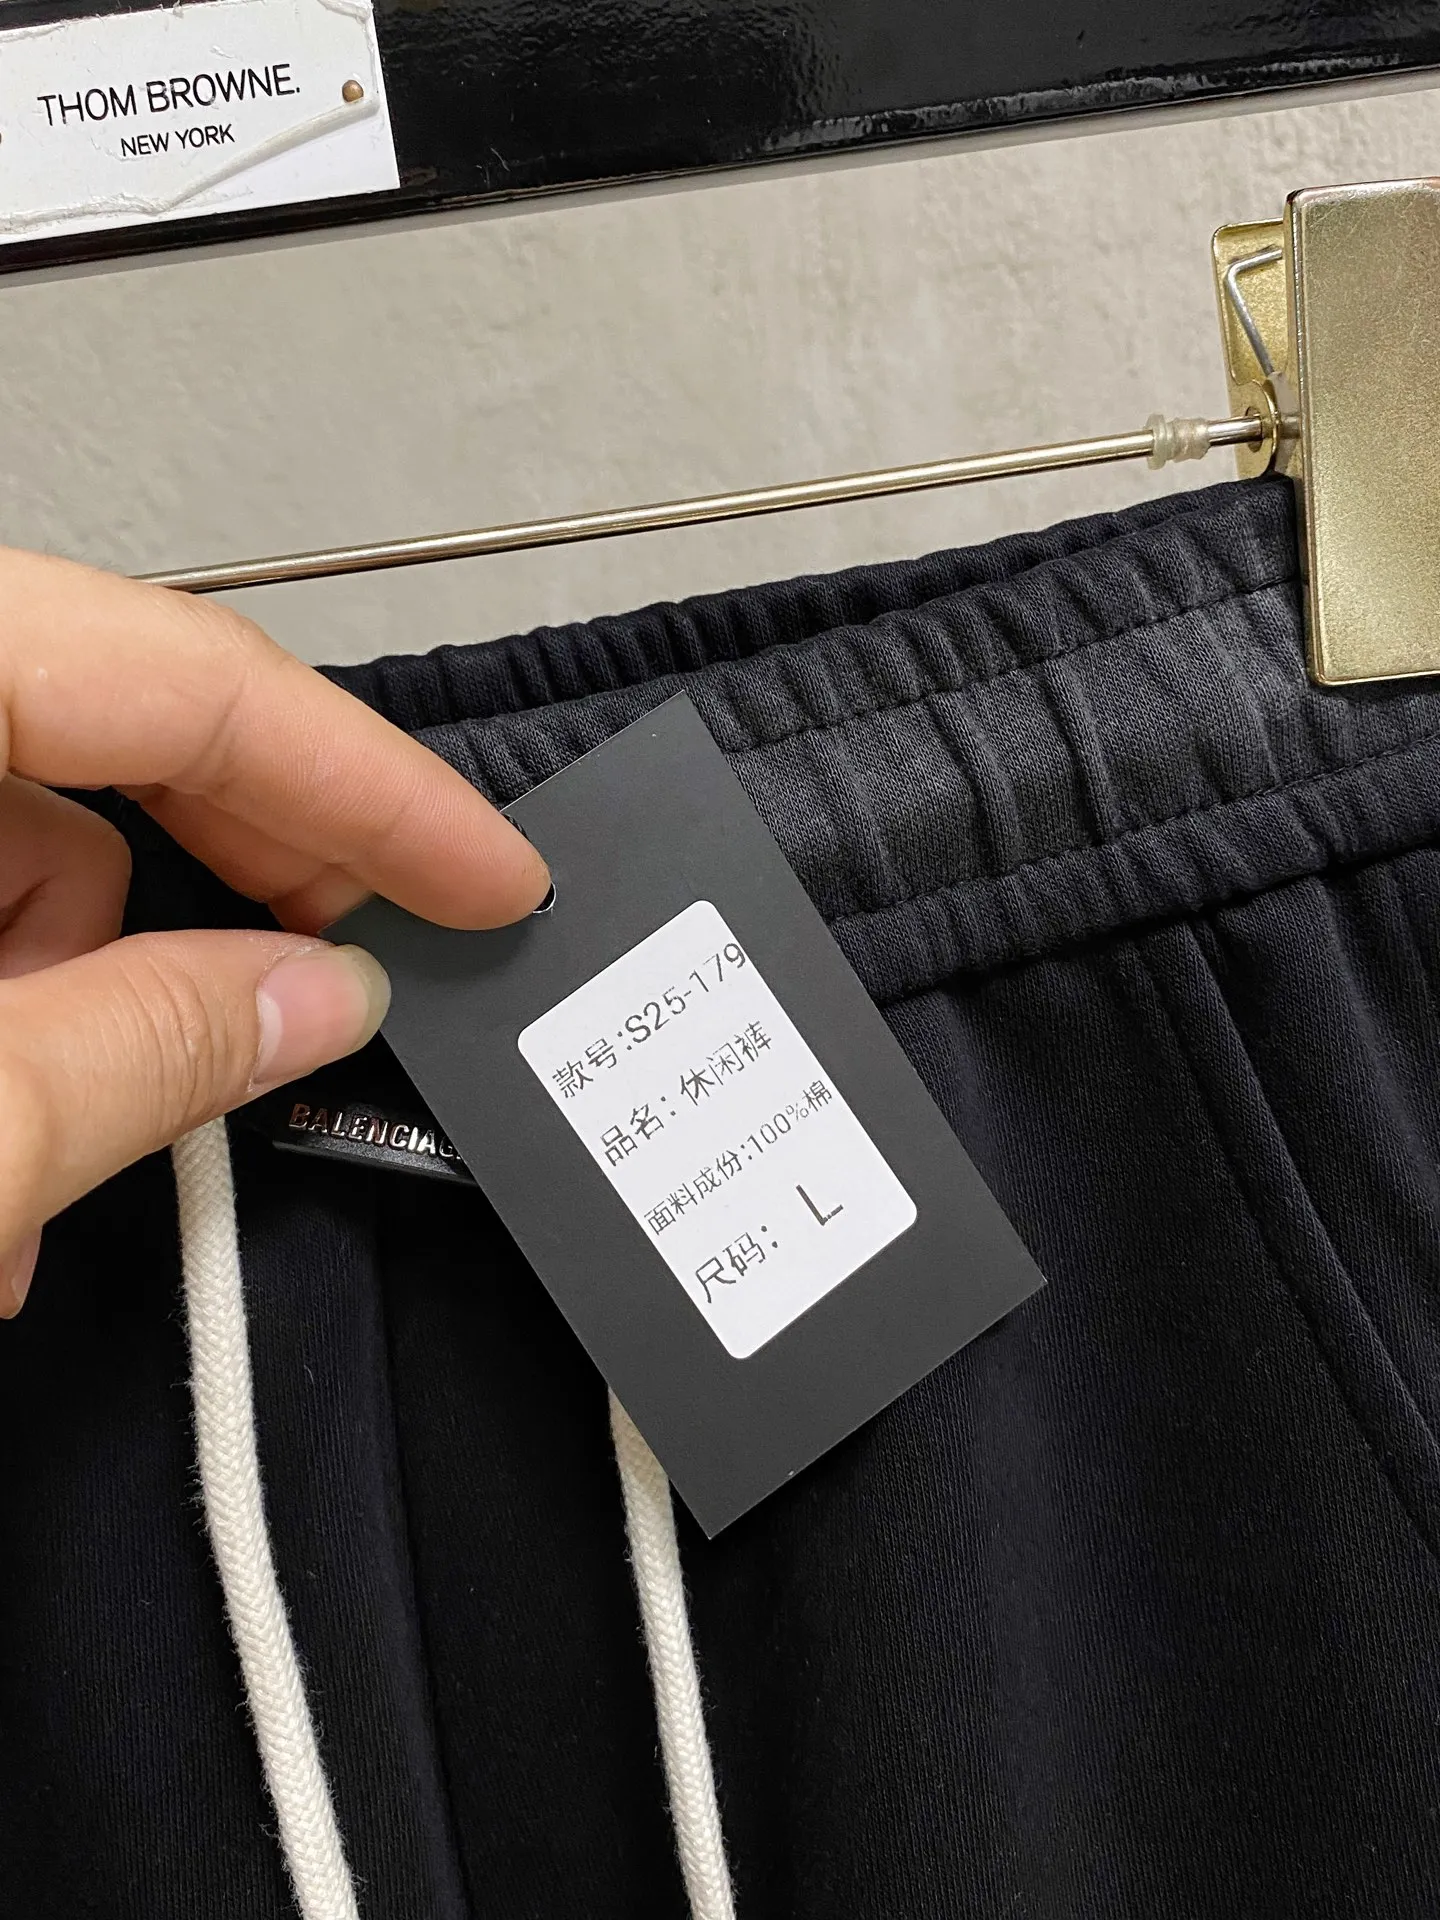 THOM BROWNE.
NEW YORK
BALENCIAG
款号:S25-179
品名:休闲裤
面料成份:100%棉
尺码: L